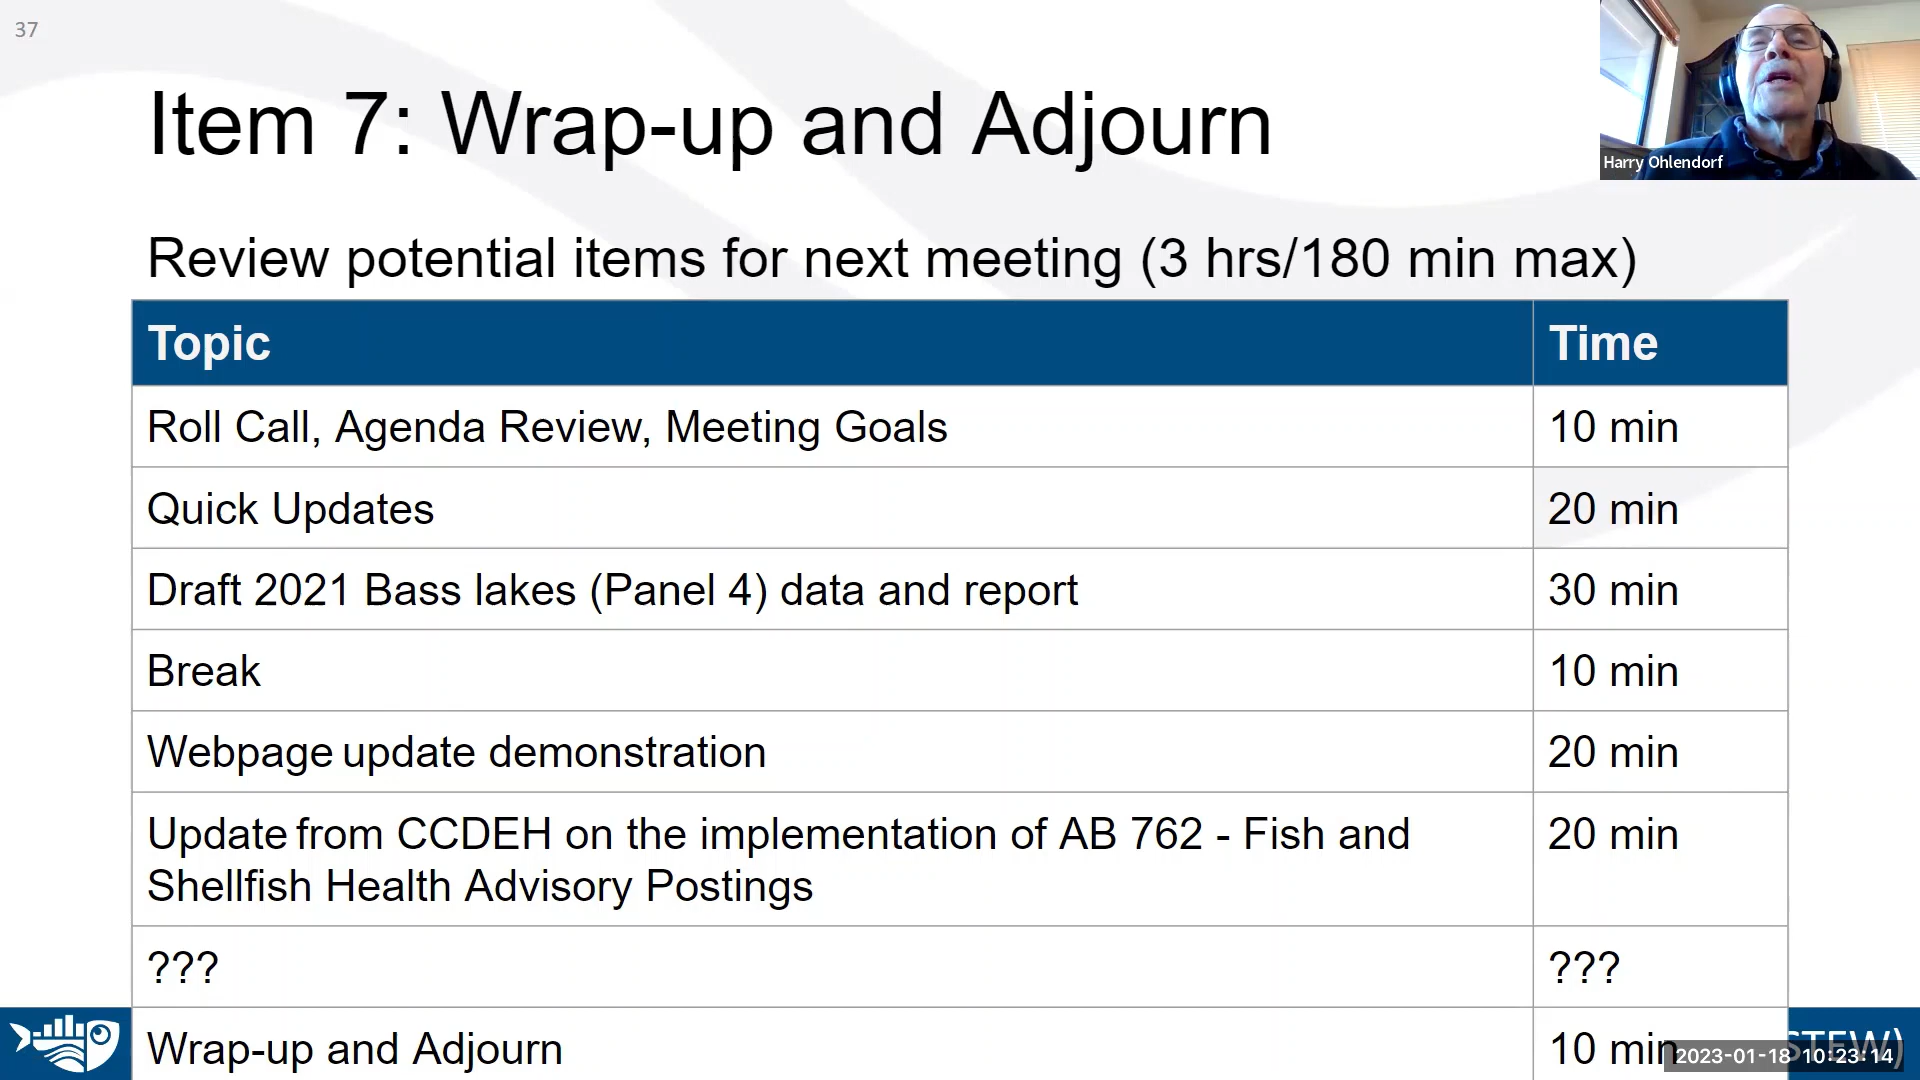 37
Item 7: Wrap-up and Adjourn
Harry Ohlendorf
Review potential items for next meeting (3 hrs/180 min max)
Topic Time
Roll Call, Agenda Review, Meeting Goals 10 min
Quick Updates 20 min
Draft 2021 Bass lakes (Panel 4) data and report 30 min
Break 10 min
Webpage update demonstration 20 min
Update from CCDEH on the implementation of AB 762 - Fish and 20 min
Shellfish Health Advisory Postings
??? ???
Wrap-up and Adjourn 10 min
STEW)
2023-01-18 10:23:14